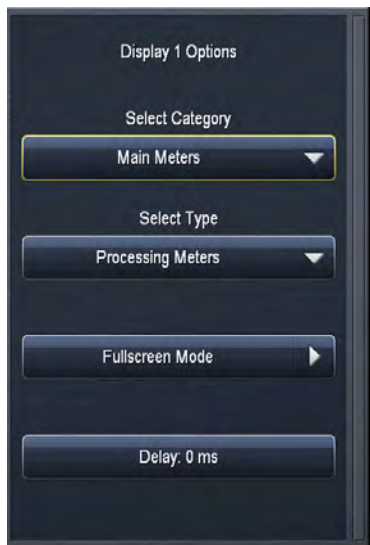 Display 1 Options
Select Category
Main Meters
Select Type
Processing Meters
Fullscreen Mode
Delay: 0 ms